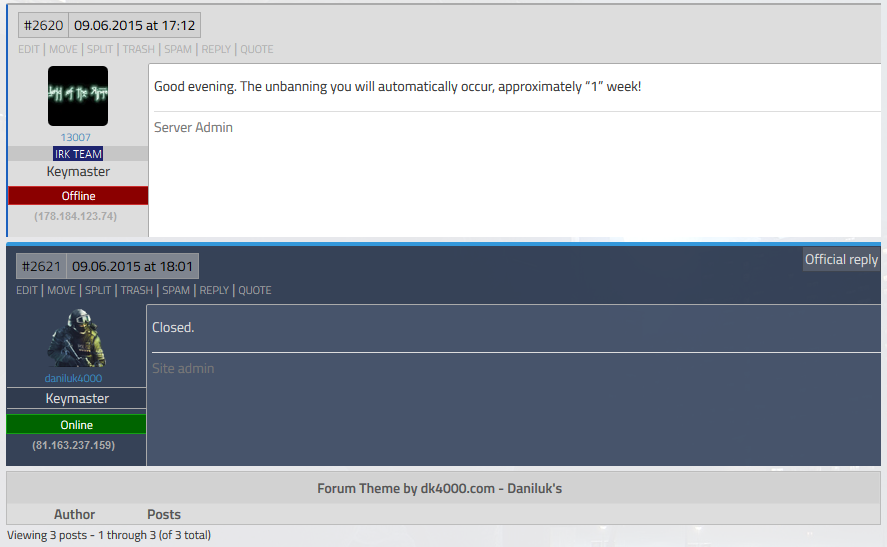 #2620 09.06.2015 at 17:12
EDIT | MOVE | SPLIT | TRASH | SPAM | REPLY | QUOTE
Good evening. The unbanning you will automatically occur, approximately “1” week!
Server Admin
13007
IRK TEAM
Keymaster
Offline
(178.184.123.74)
#2621 09.06.2015 at 18:01
Official reply
EDIT | MOVE | SPLIT | TRASH | SPAM | REPLY | QUOTE
Closed.
Site admin
daniluk4000
Keymaster
Online
(81.163.237.159)
Forum Theme by dk4000.com - Daniluk's
Author Posts
Viewing 3 posts - 1 through 3 (of 3 total)